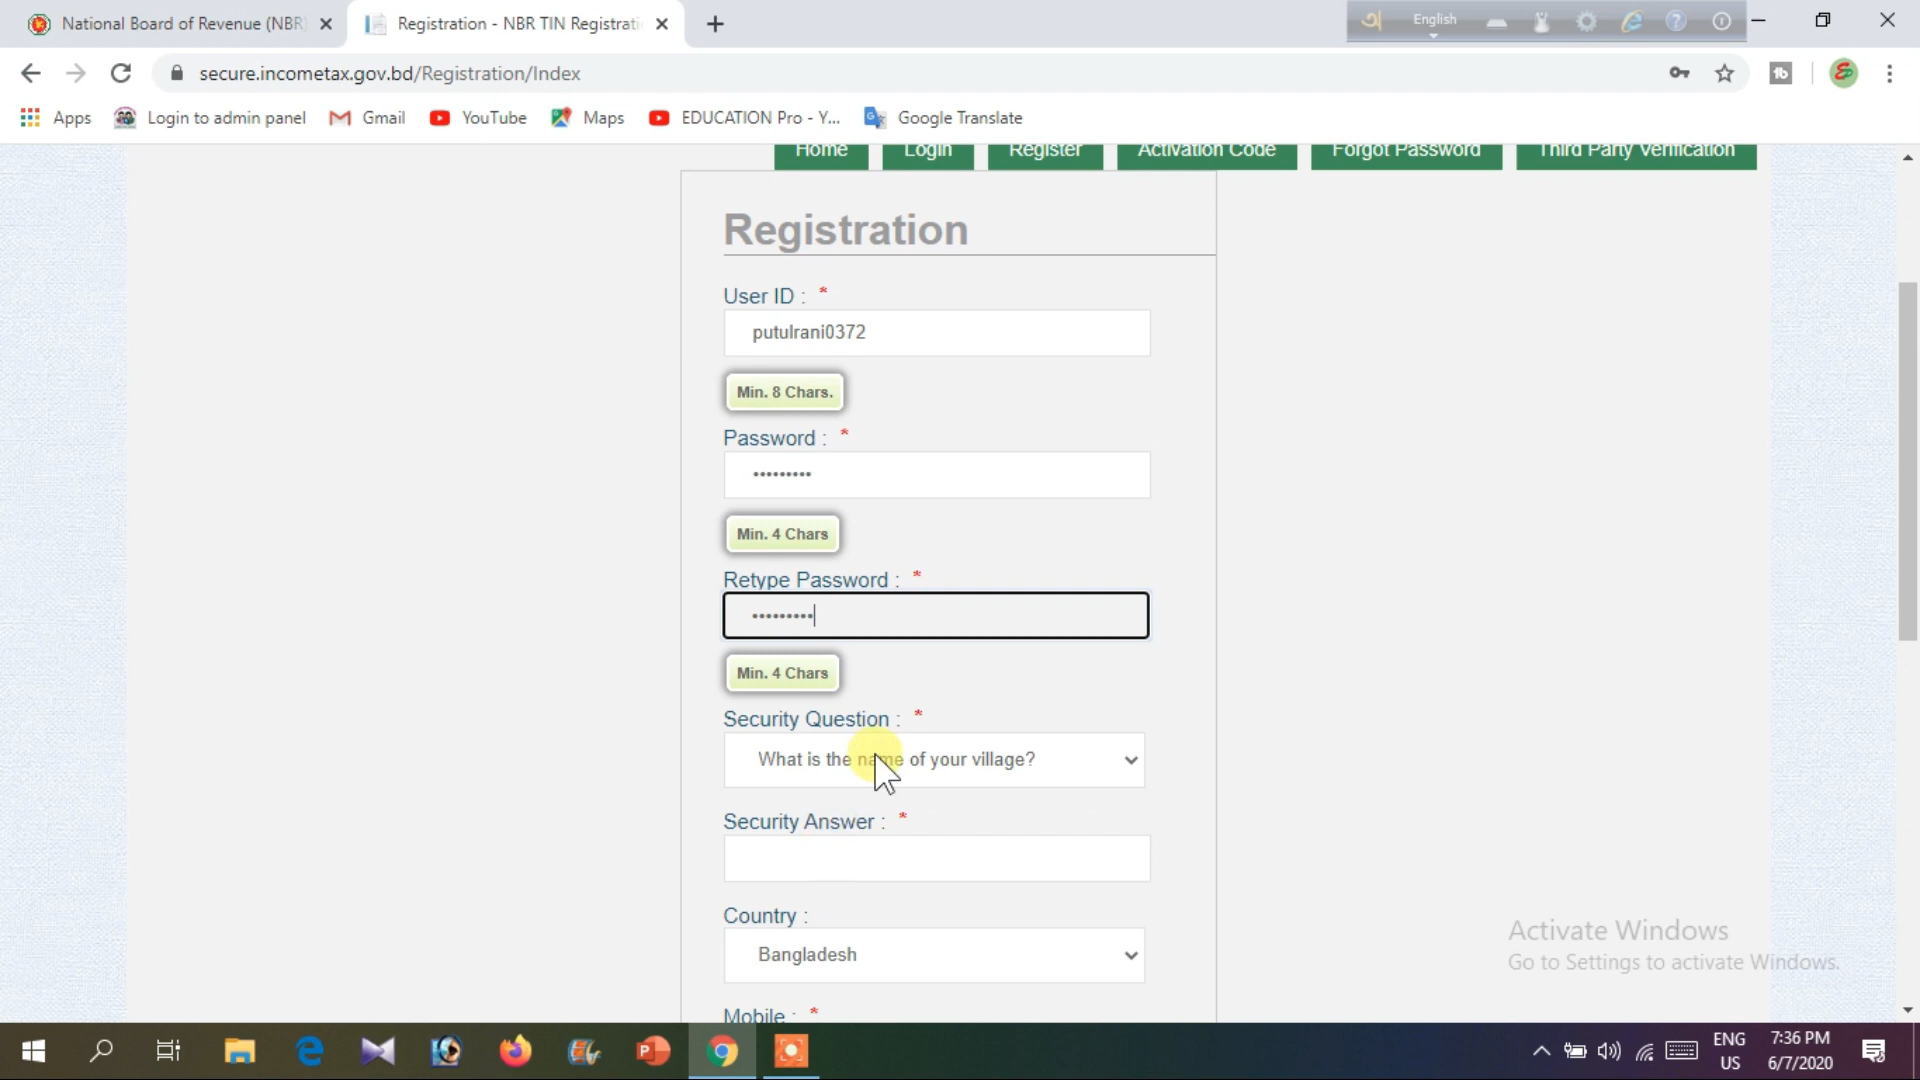 National Board of Revenue (NBR
Registration - NBR TIN Registrati
English
secure.incometax.gov.bd/Registration/Index
Apps
Login to admin panel
Gmail
YouTube
Maps
EDUCATION Pro - Y...
Google Translate
Home
Login
Register
Activation Code
Forgot Password
Third Party Verification
Registration
User ID : *
putulrani0372
Min. 8 Chars.
Password : *
•••••••••
Min. 4 Chars
Retype Password : *
•••••••••
Min. 4 Chars
Security Question : *
What is the name of your village?
Security Answer : *
Country :
Bangladesh
Mobile : *
Activate Windows
Go to Settings to activate Windows.
ENG
US
7:36 PM
6/7/2020